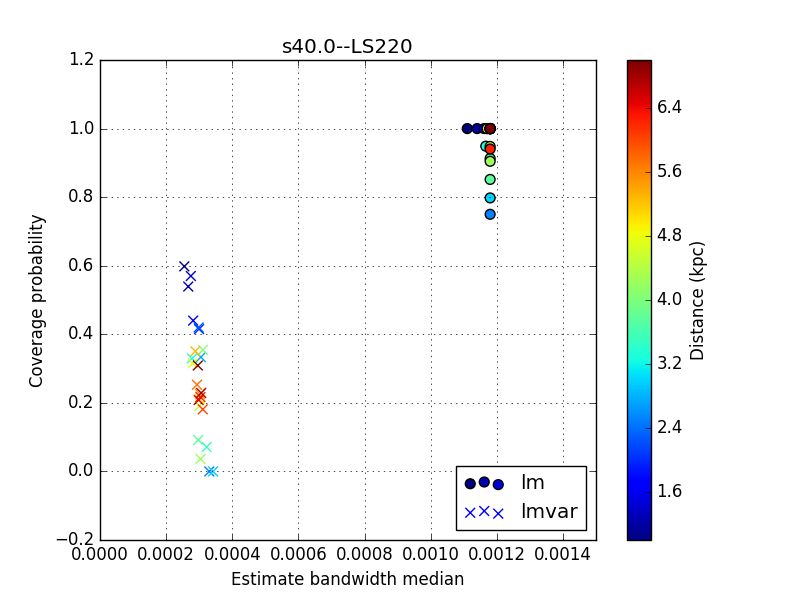 s40.0--LS220
1.2
1.0
0.8
0.6
0.4
0.2
0.0
−0.2
Coverage probability
0.0000 0.0002 0.0004 0.0006 0.0008 0.0010 0.0012 0.0014
Estimate bandwidth median
lm
lmvar
6.4
5.6
4.8
4.0
3.2
2.4
1.6
Distance (kpc)